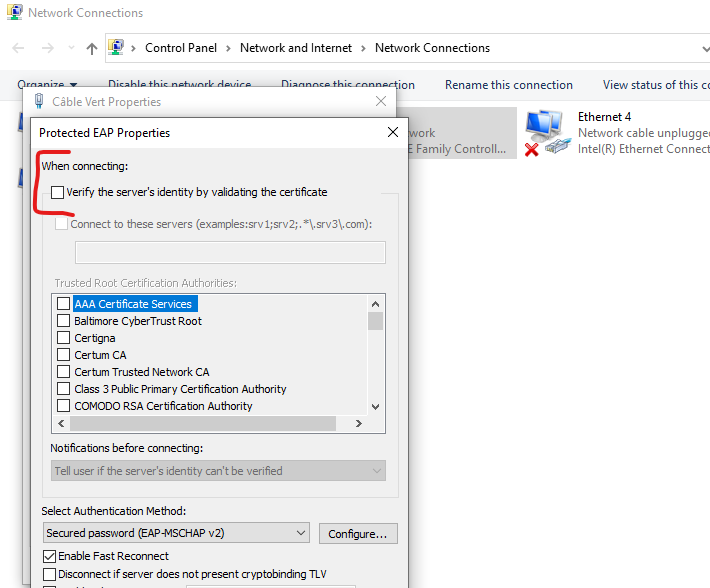 Network Connections
Control Panel > Network and Internet > Network Connections
Organize Disable this network device Diagnose this connection Rename this connection View status of this co
Câble Vert Properties
Protected EAP Properties
When connecting:
Verify the server's identity by validating the certificate
Connect to these servers (examples:srv1;srv2;.*\.srv3\.com):
Trusted Root Certification Authorities:
AAA Certificate Services
Baltimore CyberTrust Root
Certigna
Certum CA
Certum Trusted Network CA
Class 3 Public Primary Certification Authority
COMODO RSA Certification Authority
Notifications before connecting:
Tell user if the server's identity can't be verified
Select Authentication Method:
Secured password (EAP-MSCHAP v2)
Configure...
Enable Fast Reconnect
Disconnect if server does not present cryptobinding TLV
work
E Family Controll...
Ethernet 4
Network cable unplugged
Intel(R) Ethernet Connect